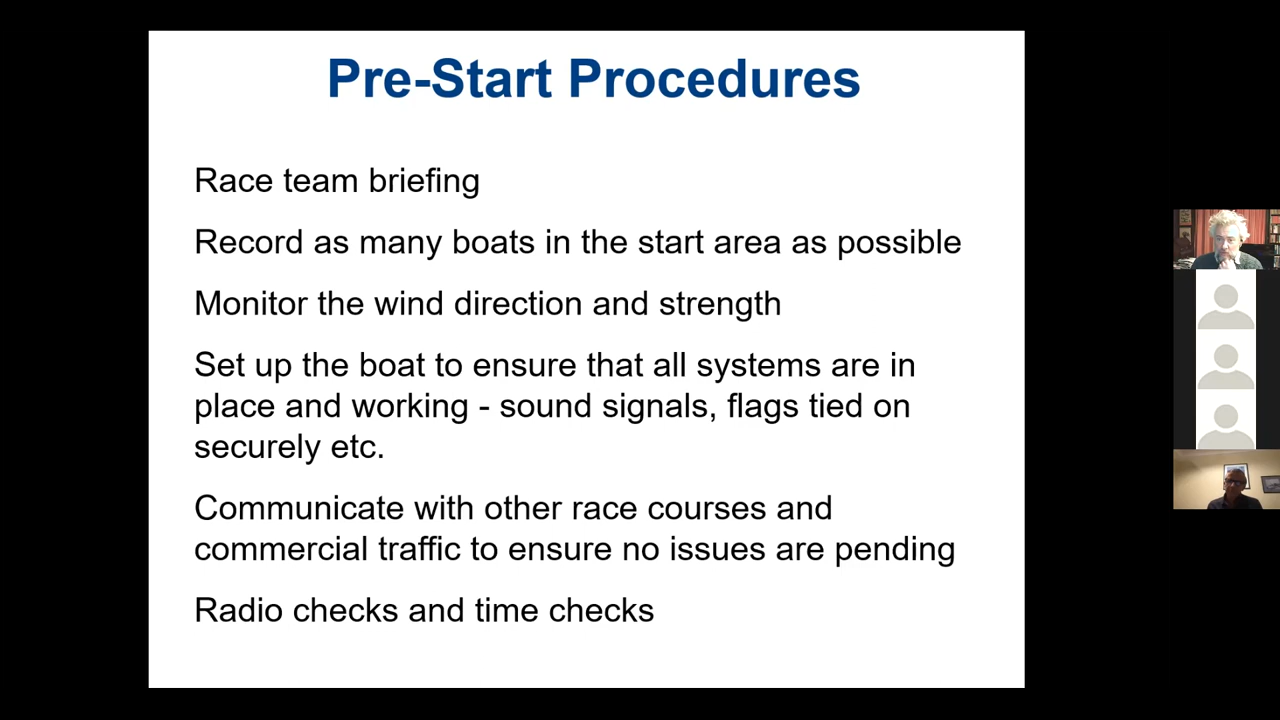 Pre-Start Procedures
Race team briefing
Record as many boats in the start area as possible
Monitor the wind direction and strength
Set up the boat to ensure that all systems are in
place and working - sound signals, flags tied on
securely etc.
Communicate with other race courses and
commercial traffic to ensure no issues are pending
Radio checks and time checks